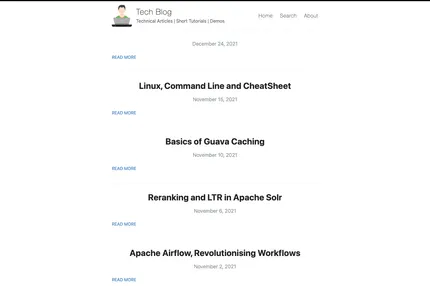 Tech Blog
Technical Articles | Short Tutorials | Demos
Home Search About
December 24, 2021
READ MORE
Linux, Command Line and CheatSheet
November 15, 2021
READ MORE
Basics of Guava Caching
November 10, 2021
READ MORE
Reranking and LTR in Apache Solr
November 6, 2021
READ MORE
Apache Airflow, Revolutionising Workflows
November 2, 2021
READ MORE